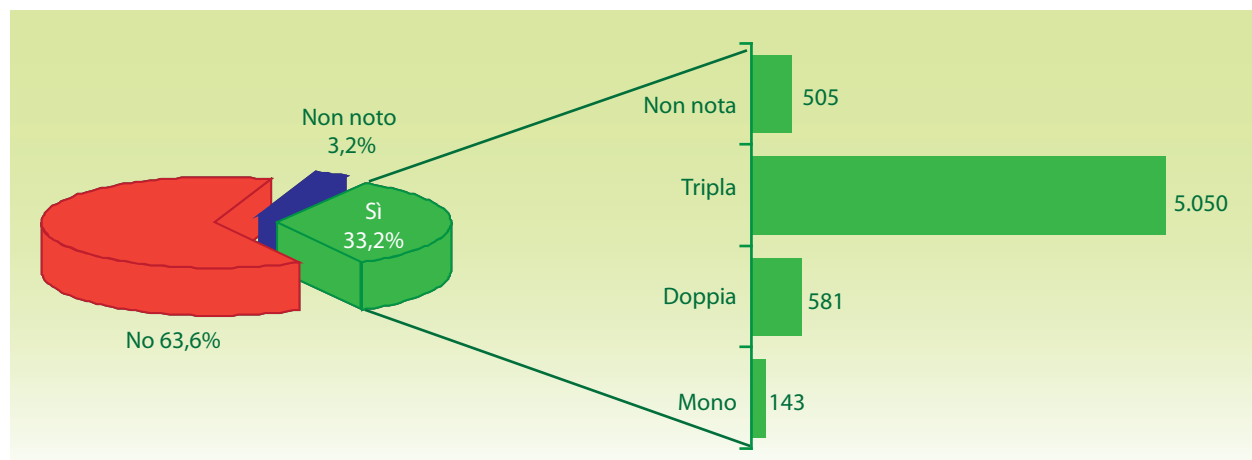 Non noto
3,2%
Sì
33,2%
No 63,6%
Non nota
505
Tripla
5.050
Doppia
581
Mono
143